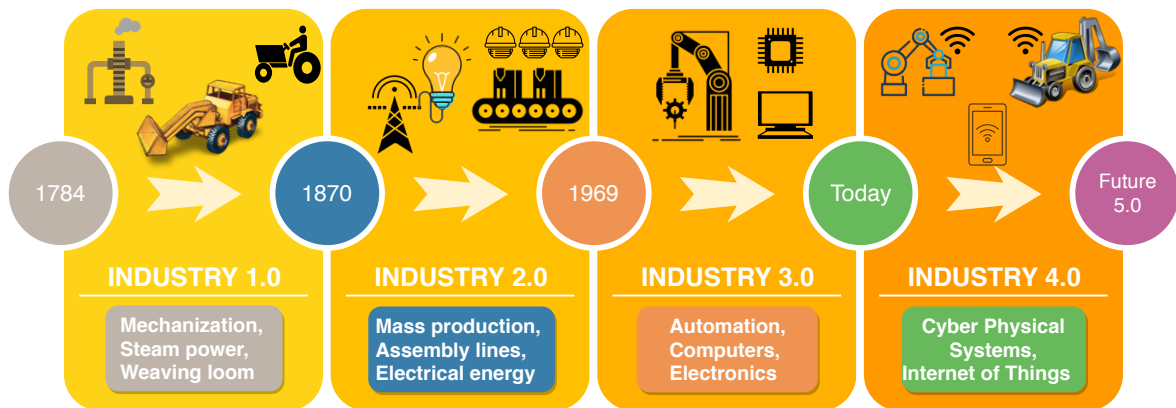 1784
1870
1969
Today
Future
5.0
INDUSTRY 1.0
INDUSTRY 2.0
INDUSTRY 3.0
INDUSTRY 4.0
Mechanization,
Steam power,
Weaving loom
Mass production,
Assembly lines,
Electrical energy
Automation,
Computers,
Electronics
Cyber Physical
Systems,
Internet of Things